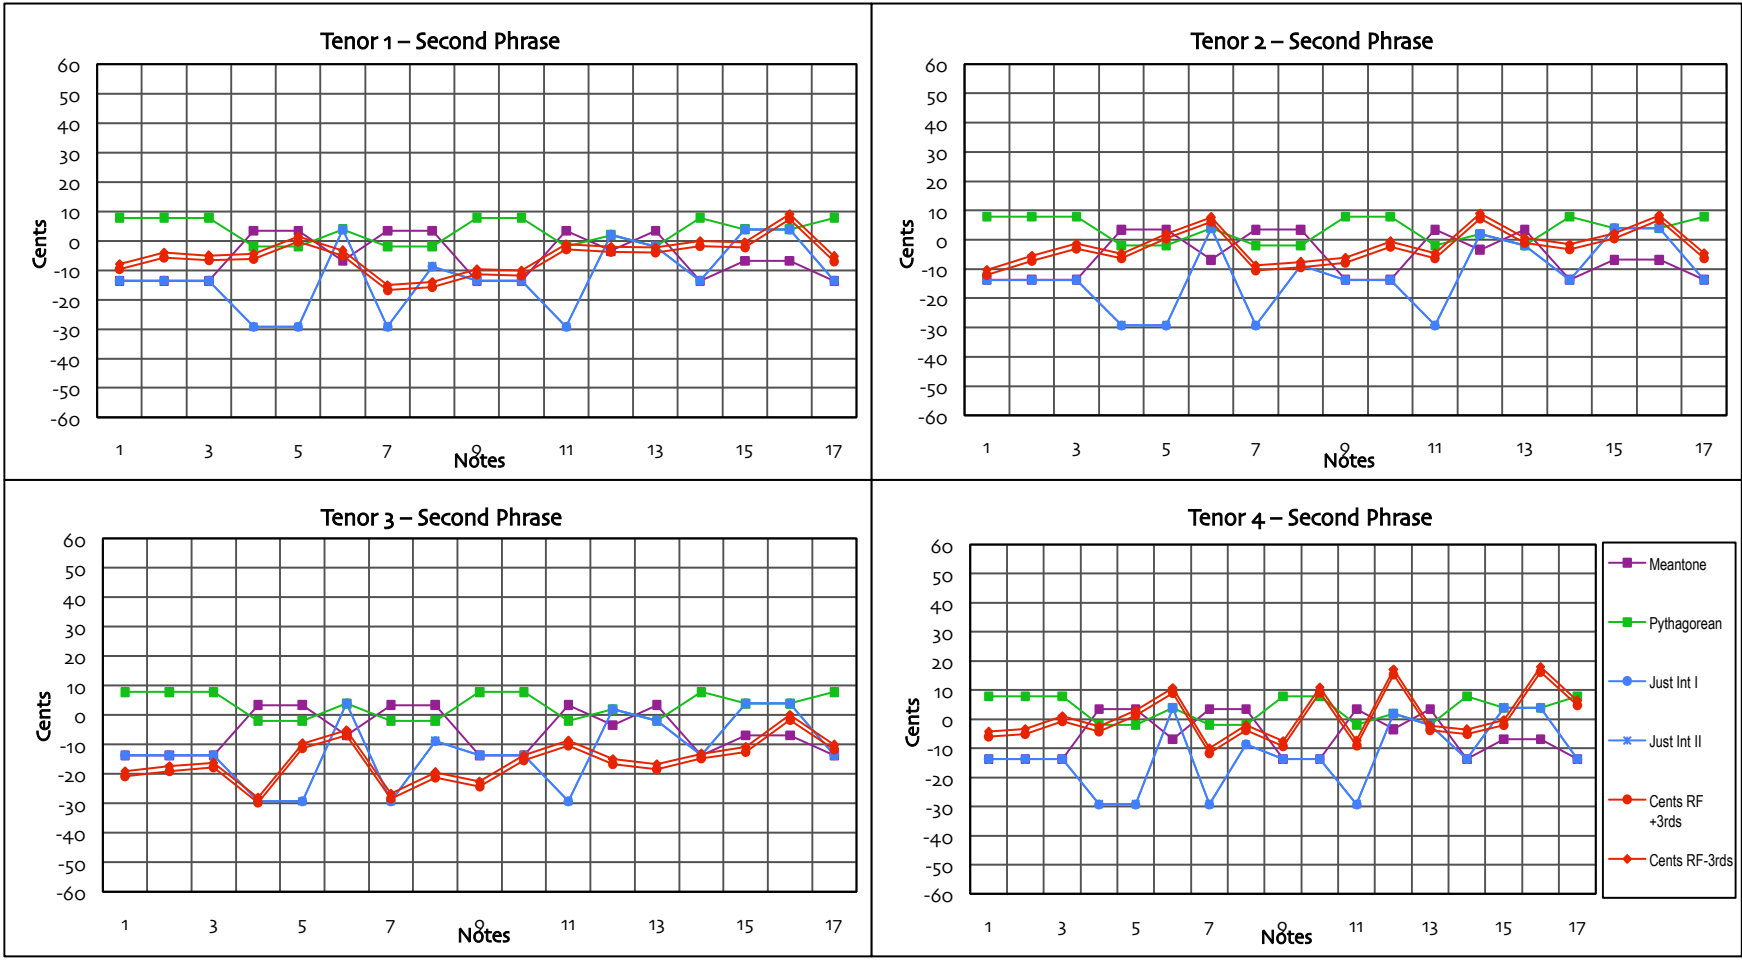 Tenor 1 – Second Phrase
60
50
40
30
20
10
0
-10
-20
-30
-40
-50
-60
Cents
1 3 5 7 9 11 13 15 17
Notes
Tenor 2 – Second Phrase
60
50
40
30
20
10
0
-10
-20
-30
-40
-50
-60
Cents
1 3 5 7 9 11 13 15 17
Notes
Tenor 3 – Second Phrase
60
50
40
30
20
10
0
-10
-20
-30
-40
-50
-60
Cents
1 3 5 7 9 11 13 15 17
Notes
Tenor 4 – Second Phrase
60
50
40
30
20
10
0
-10
-20
-30
-40
-50
-60
Cents
1 3 5 7 9 11 13 15 17
Notes
Meantone
Pythagorean
Just Int I
Just Int II
Cents RF
+3rds
Cents RF-3rds